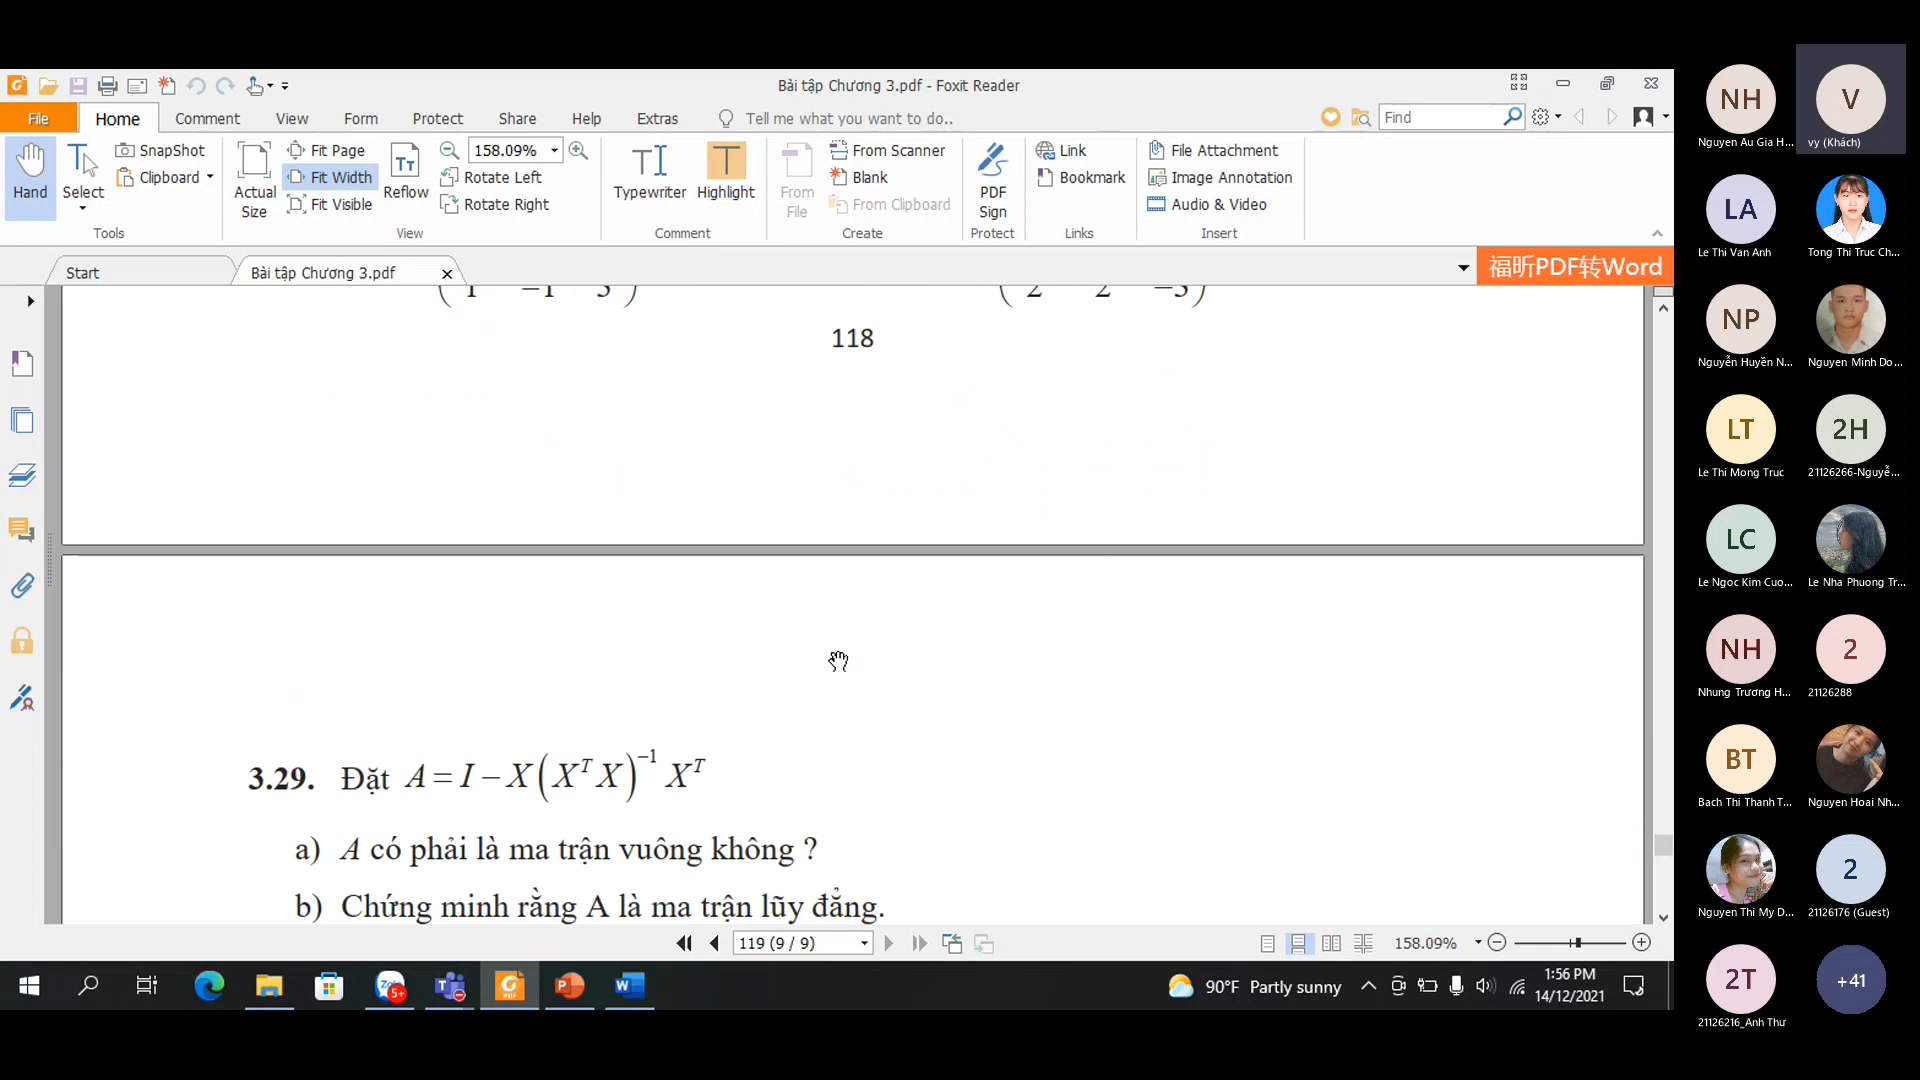 Bài tập Chương 3.pdf - Foxit Reader
File Home Comment View Form Protect Share Help Extras Tell me what you want to do.. Find
Hand
Select
SnapShot
Clipboard
Tools
Actual Size
Fit Page
Fit Width
Fit Visible
Reflow
158.09%
Rotate Left
Rotate Right
View
Typewriter
Highlight
Comment
From File
From Scanner
Blank
From Clipboard
Create
PDF Sign
Protect
Link
Bookmark
Links
File Attachment
Image Annotation
Audio & Video
Insert
Start
Bài tập Chương 3.pdf
福昕PDF转Word
118
3.29. Đặt A = I − X(XᵀX)⁻¹ Xᵀ
a) A có phải là ma trận vuông không ?
b) Chứng minh rằng A là ma trận lũy đẳng.
119 (9 / 9)
158.09%
5+
90°F Partly sunny
1:56 PM
14/12/2021
NH
Nguyen Au Gia H...
V
vy (Khách)
LA
Le Thi Van Anh
Tong Thi Truc Ch...
NP
Nguyễn Huyền N...
Nguyen Minh Do...
LT
Le Thi Mong Truc
2H
21126266-Nguyễ...
LC
Le Ngoc Kim Cuo...
Le Nha Phuong Tr...
NH
Nhung Trương H...
2
21126288
BT
Bach Thi Thanh T...
Nguyen Hoai Nh...
Nguyen Thi My D...
2
21126176 (Guest)
2T
21126216_Anh Thư
+41